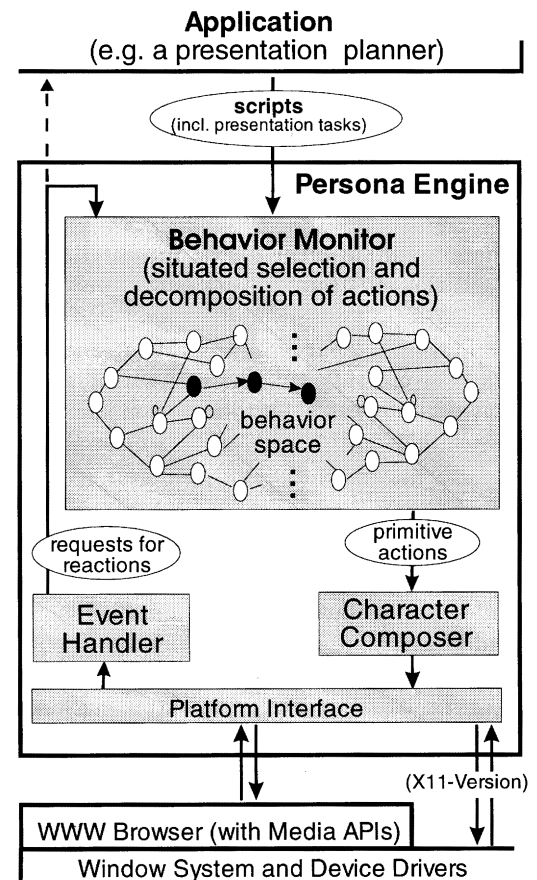 Application
(e.g. a presentation planner)
scripts
(incl. presentation tasks)
Persona Engine
Behavior Monitor
(situated selection and
decomposition of actions)
behavior
space
requests for
reactions
primitive
actions
Event
Handler
Character
Composer
Platform Interface
(X11-Version)
WWW Browser (with Media APIs)
Window System and Device Drivers